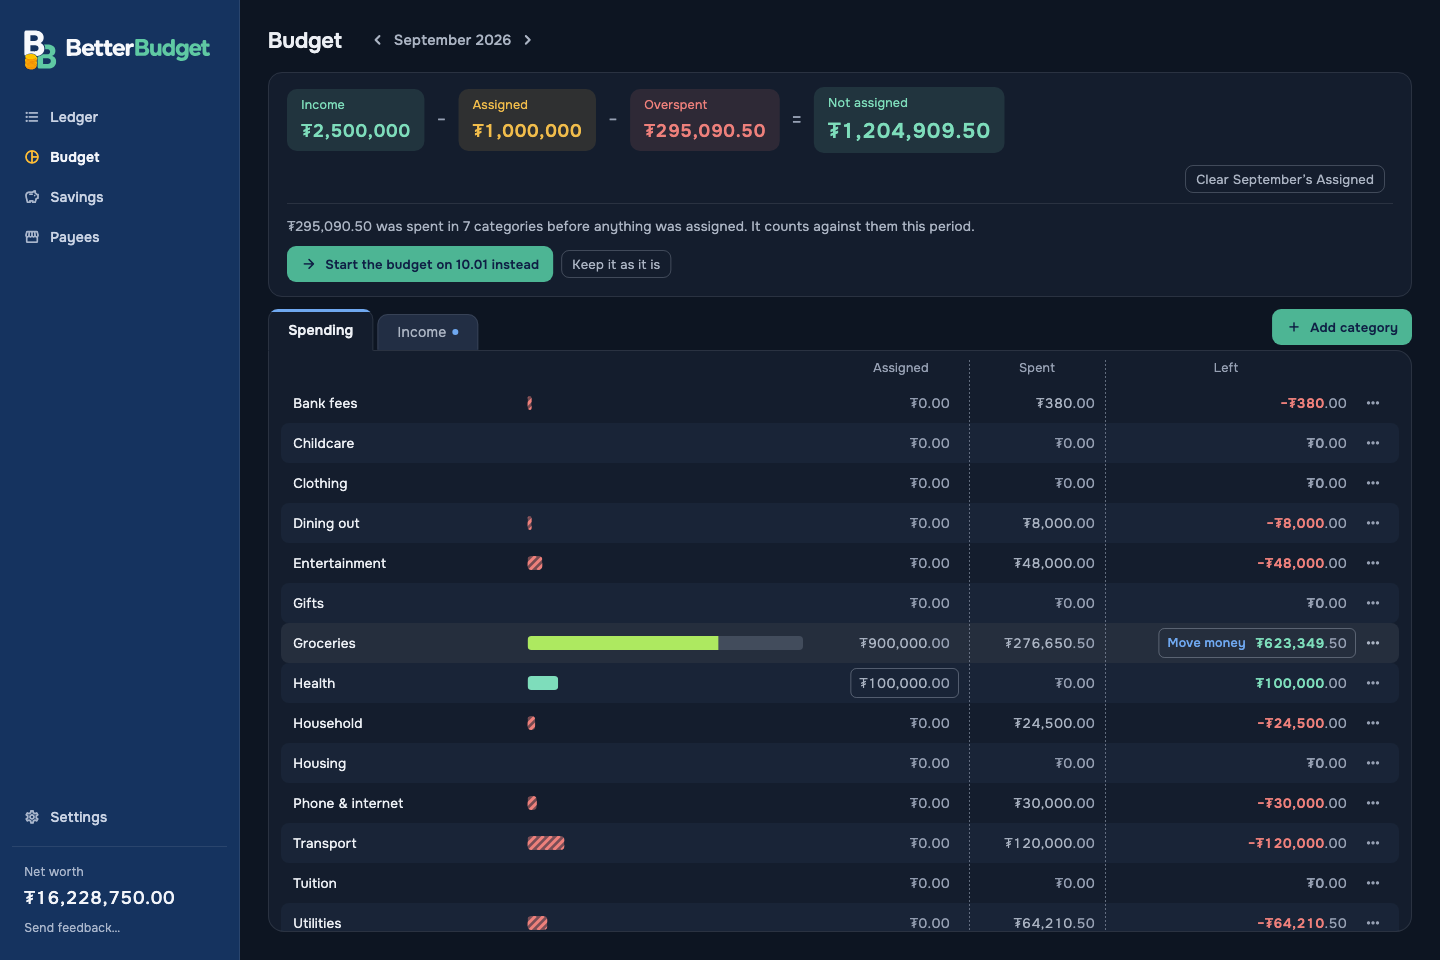 BetterBudget
Ledger
Budget
Savings
Payees
Settings
Net worth
₮16,228,750.00
Send feedback...
Budget
September 2026
Income
₮2,500,000
-
Assigned
₮1,000,000
-
Overspent
₮295,090.50
=
Not assigned
₮1,204,909.50
Clear September's Assigned
₮295,090.50 was spent in 7 categories before anything was assigned. It counts against them this period.
Start the budget on 10.01 instead
Keep it as it is
Spending
Income
Add category
Assigned Spent Left
Bank fees ₮0.00 ₮380.00 -₮380.00
Childcare ₮0.00 ₮0.00 ₮0.00
Clothing ₮0.00 ₮0.00 ₮0.00
Dining out ₮0.00 ₮8,000.00 -₮8,000.00
Entertainment ₮0.00 ₮48,000.00 -₮48,000.00
Gifts ₮0.00 ₮0.00 ₮0.00
Groceries ₮900,000.00 ₮276,650.50 Move money ₮623,349.50
Health ₮100,000.00 ₮0.00 ₮100,000.00
Household ₮0.00 ₮24,500.00 -₮24,500.00
Housing ₮0.00 ₮0.00 ₮0.00
Phone & internet ₮0.00 ₮30,000.00 -₮30,000.00
Transport ₮0.00 ₮120,000.00 -₮120,000.00
Tuition ₮0.00 ₮0.00 ₮0.00
Utilities ₮0.00 ₮64,210.50 -₮64,210.50